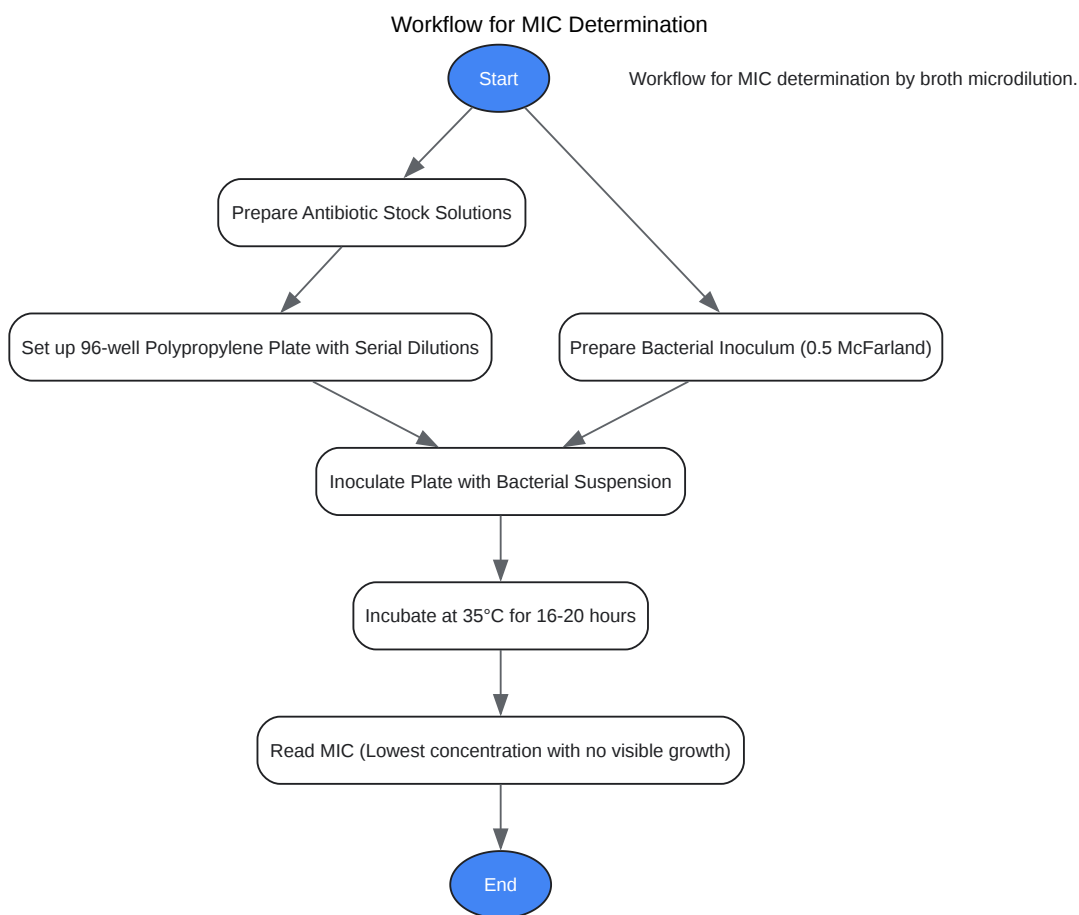 Workflow for MIC Determination
Start
Workflow for MIC determination by broth microdilution.
Prepare Antibiotic Stock Solutions
Set up 96-well Polypropylene Plate with Serial Dilutions
Prepare Bacterial Inoculum (0.5 McFarland)
Inoculate Plate with Bacterial Suspension
Incubate at 35°C for 16-20 hours
Read MIC (Lowest concentration with no visible growth)
End